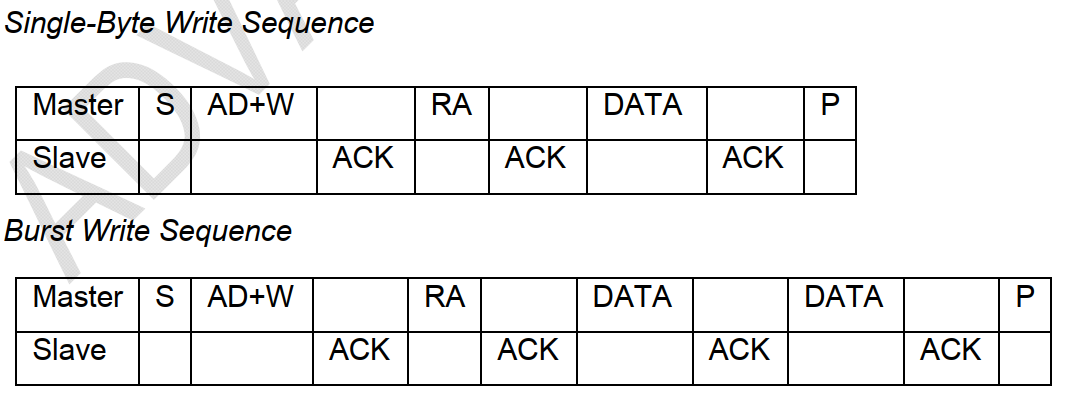 Single-Byte Write Sequence
Master S AD+W RA DATA P
Slave ACK ACK ACK
Burst Write Sequence
Master S AD+W RA DATA DATA P
Slave ACK ACK ACK ACK
ADVA